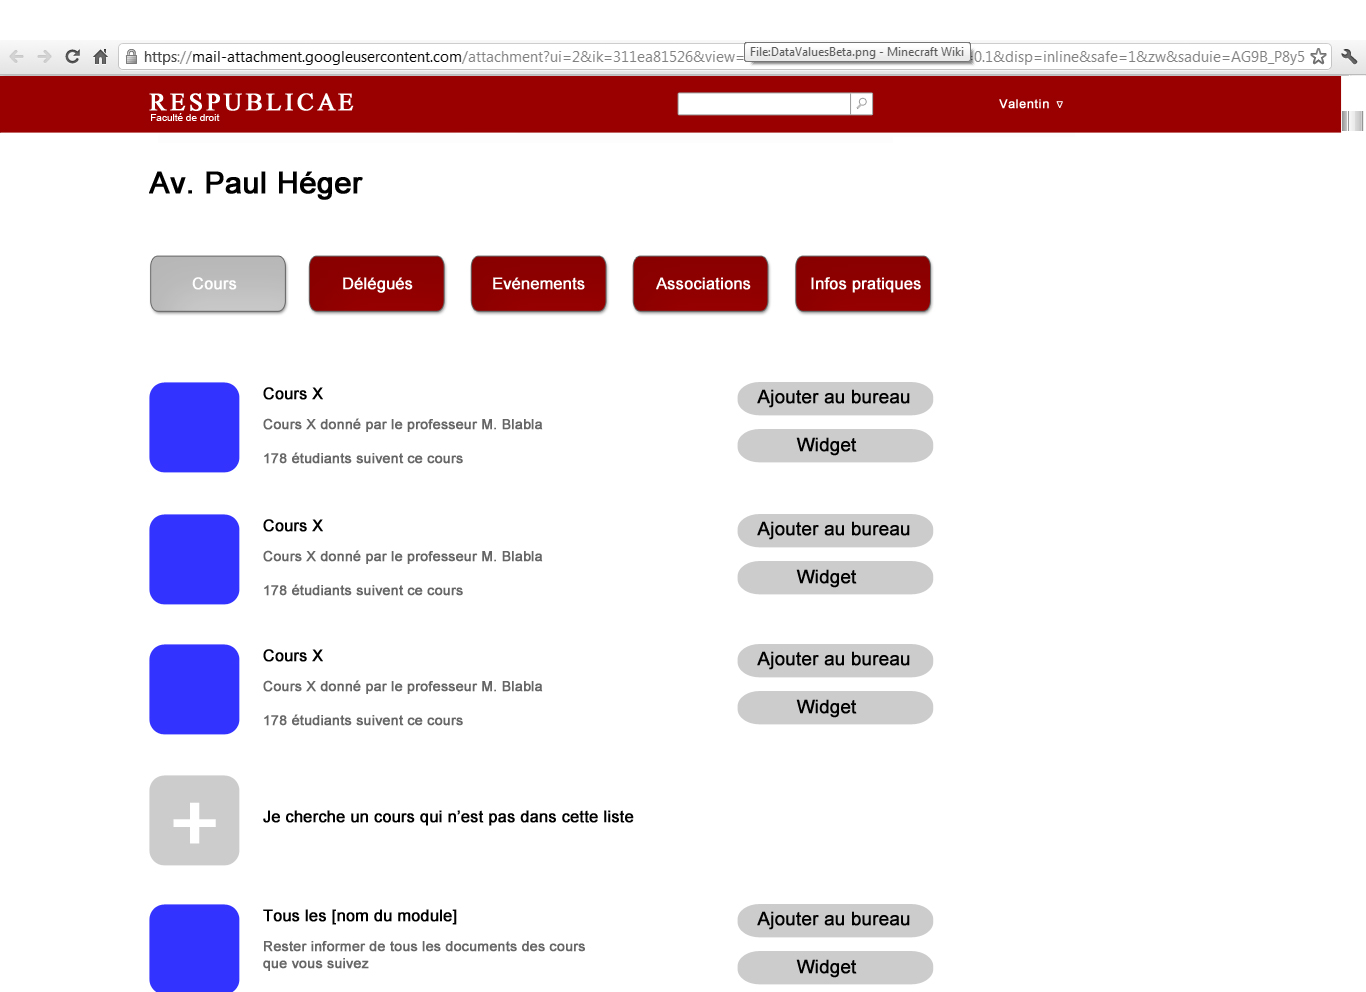 https://mail-attachment.googleusercontent.com/attachment?ui=2&ik=311ea81526&view= File:DataValuesBeta.png - Minecraft Wiki 0.1&disp=inline&safe=1&zw&saduie=AG9B_P8y5
RESPUBLICAE
Faculté de droit
Valentin
Av. Paul Héger
Cours Délégués Evénements Associations Infos pratiques
Cours X
Ajouter au bureau
Cours X donné par le professeur M. Blabla
Widget
178 étudiants suivent ce cours
Cours X
Ajouter au bureau
Cours X donné par le professeur M. Blabla
Widget
178 étudiants suivent ce cours
Cours X
Ajouter au bureau
Cours X donné par le professeur M. Blabla
Widget
178 étudiants suivent ce cours
Je cherche un cours qui n’est pas dans cette liste
Tous les [nom du module]
Ajouter au bureau
Rester informer de tous les documents des cours
que vous suivez
Widget